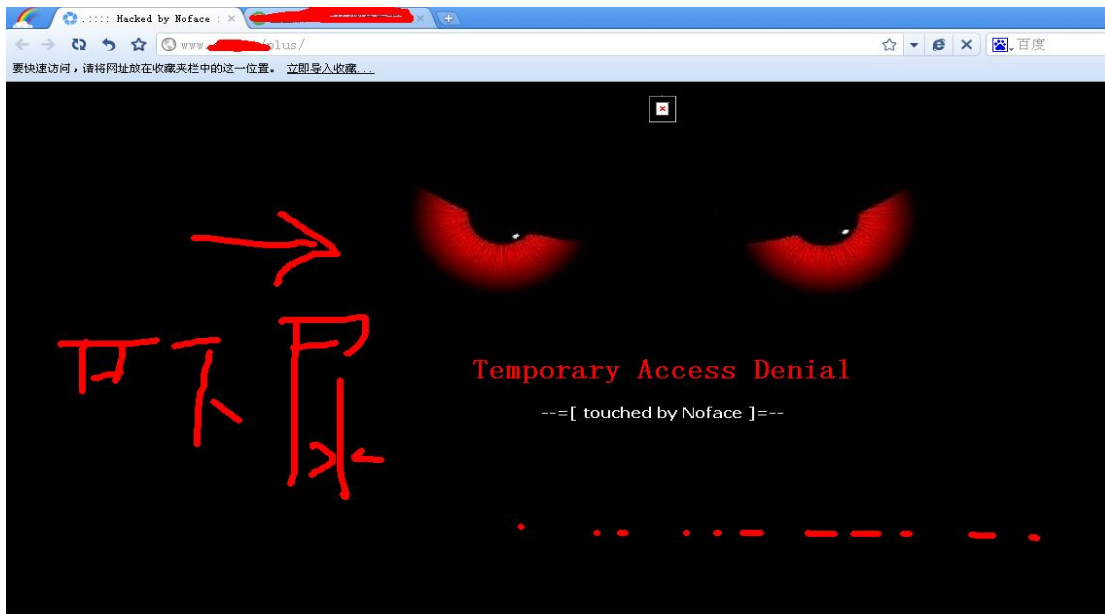 .:::: Hacked by Noface :
www. plus/
百度
要快速访问，请将网址放在收藏夹栏中的这一位置。 立即导入收藏...
吓尿
Temporary Access Denial
--=[ touched by Noface ]=--